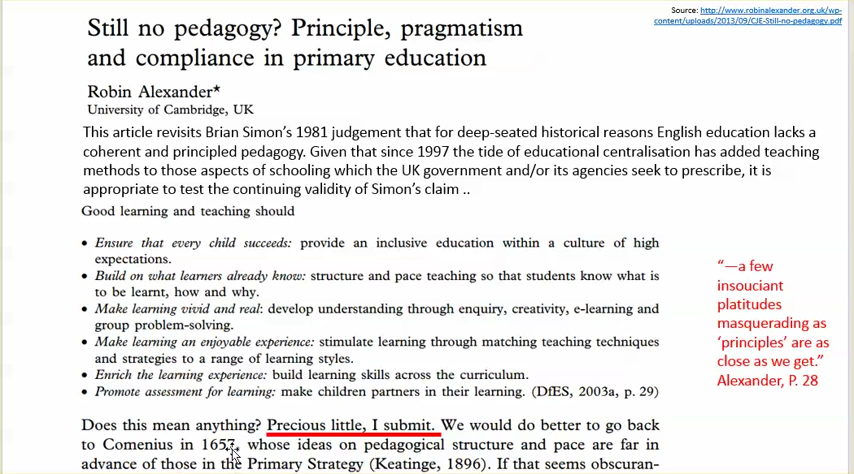 Source: http://www.robinalexander.org.uk/wp-
content/uploads/2013/09/CJE-Still-no-pedagogy.pdf
Still no pedagogy? Principle, pragmatism
and compliance in primary education
Robin Alexander*
University of Cambridge, UK
This article revisits Brian Simon's 1981 judgement that for deep-seated historical reasons English education lacks a
coherent and principled pedagogy. Given that since 1997 the tide of educational centralisation has added teaching
methods to those aspects of schooling which the UK government and/or its agencies seek to prescribe, it is
appropriate to test the continuing validity of Simon's claim ..
Good learning and teaching should
• Ensure that every child succeeds: provide an inclusive education within a culture of high
expectations.
• Build on what learners already know: structure and pace teaching so that students know what is
to be learnt, how and why.
• Make learning vivid and real: develop understanding through enquiry, creativity, e-learning and
group problem-solving.
• Make learning an enjoyable experience: stimulate learning through matching teaching techniques
and strategies to a range of learning styles.
• Enrich the learning experience: build learning skills across the curriculum.
• Promote assessment for learning: make children partners in their learning. (DfES, 2003a, p. 29)
"—a few
insouciant
platitudes
masquerading as
'principles' are as
close as we get."
Alexander, P. 28
Does this mean anything? Precious little, I submit. We would do better to go back
to Comenius in 1657, whose ideas on pedagogical structure and pace are far in
advance of those in the Primary Strategy (Keatinge, 1896). If that seems obscuran-